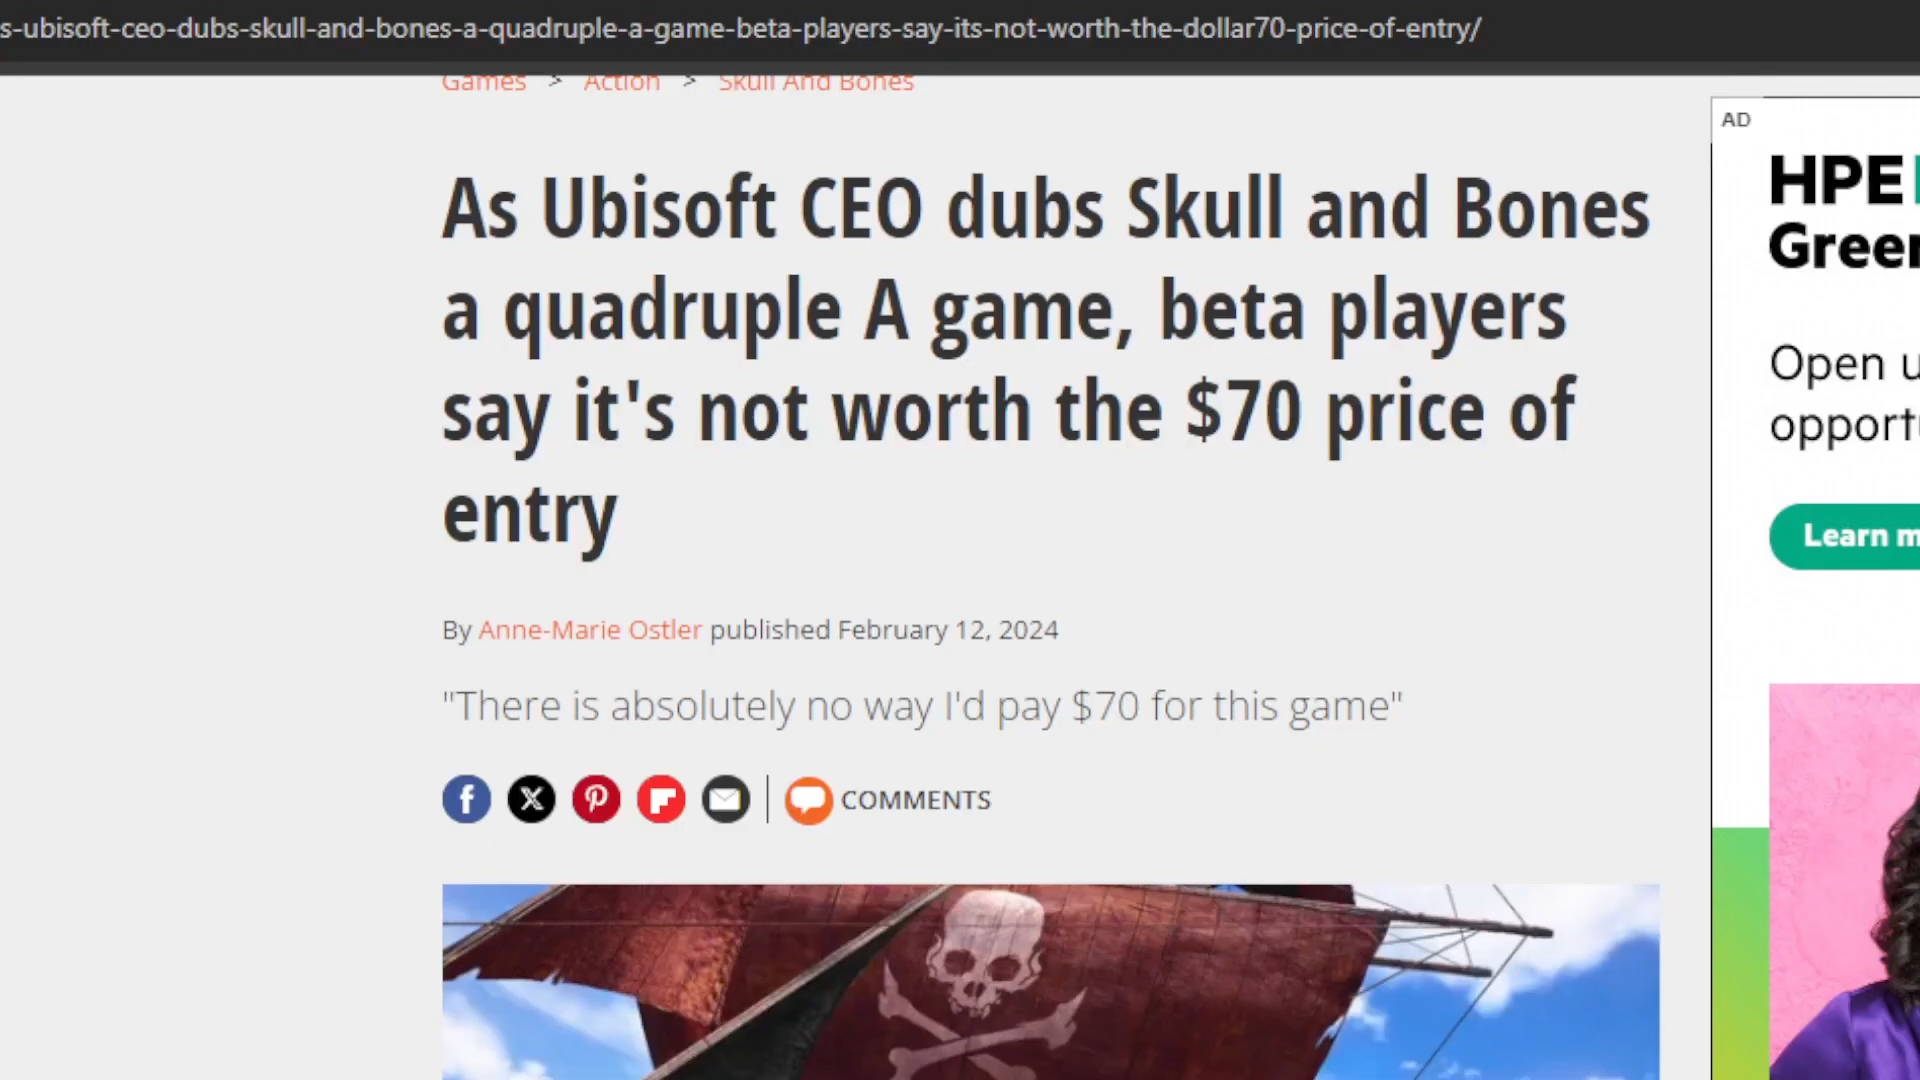 s-ubisoft-ceo-dubs-skull-and-bones-a-quadruple-a-game-beta-players-say-its-not-worth-the-dollar70-price-of-entry/
Games > Action > Skull And Bones
As Ubisoft CEO dubs Skull and Bones
a quadruple A game, beta players
say it's not worth the $70 price of
entry
By Anne-Marie Ostler published February 12, 2024
"There is absolutely no way I'd pay $70 for this game"
COMMENTS
AD
HPE
Green
Open u
opport
Learn m